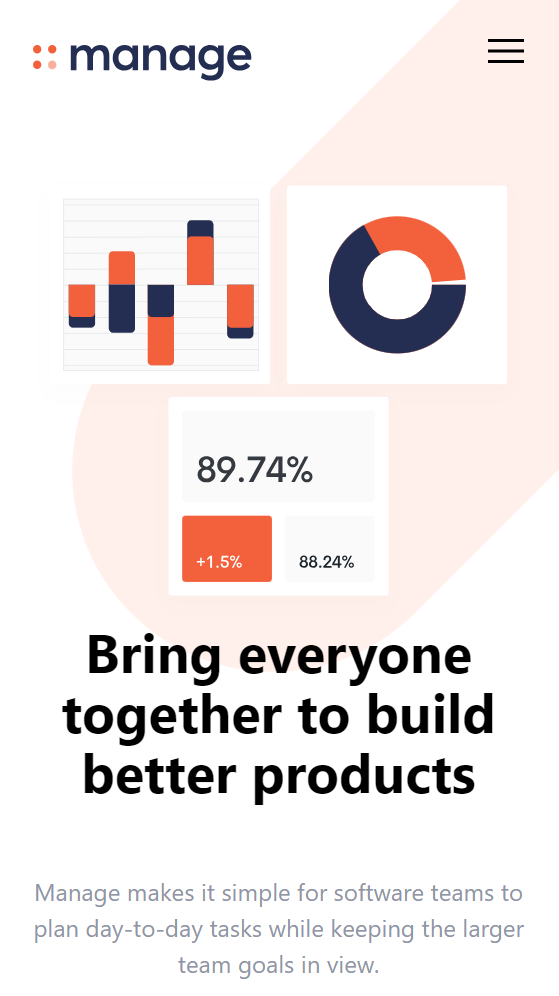 manage
89.74%
+1.5%
88.24%
Bring everyone
together to build
better products
Manage makes it simple for software teams to
plan day-to-day tasks while keeping the larger
team goals in view.